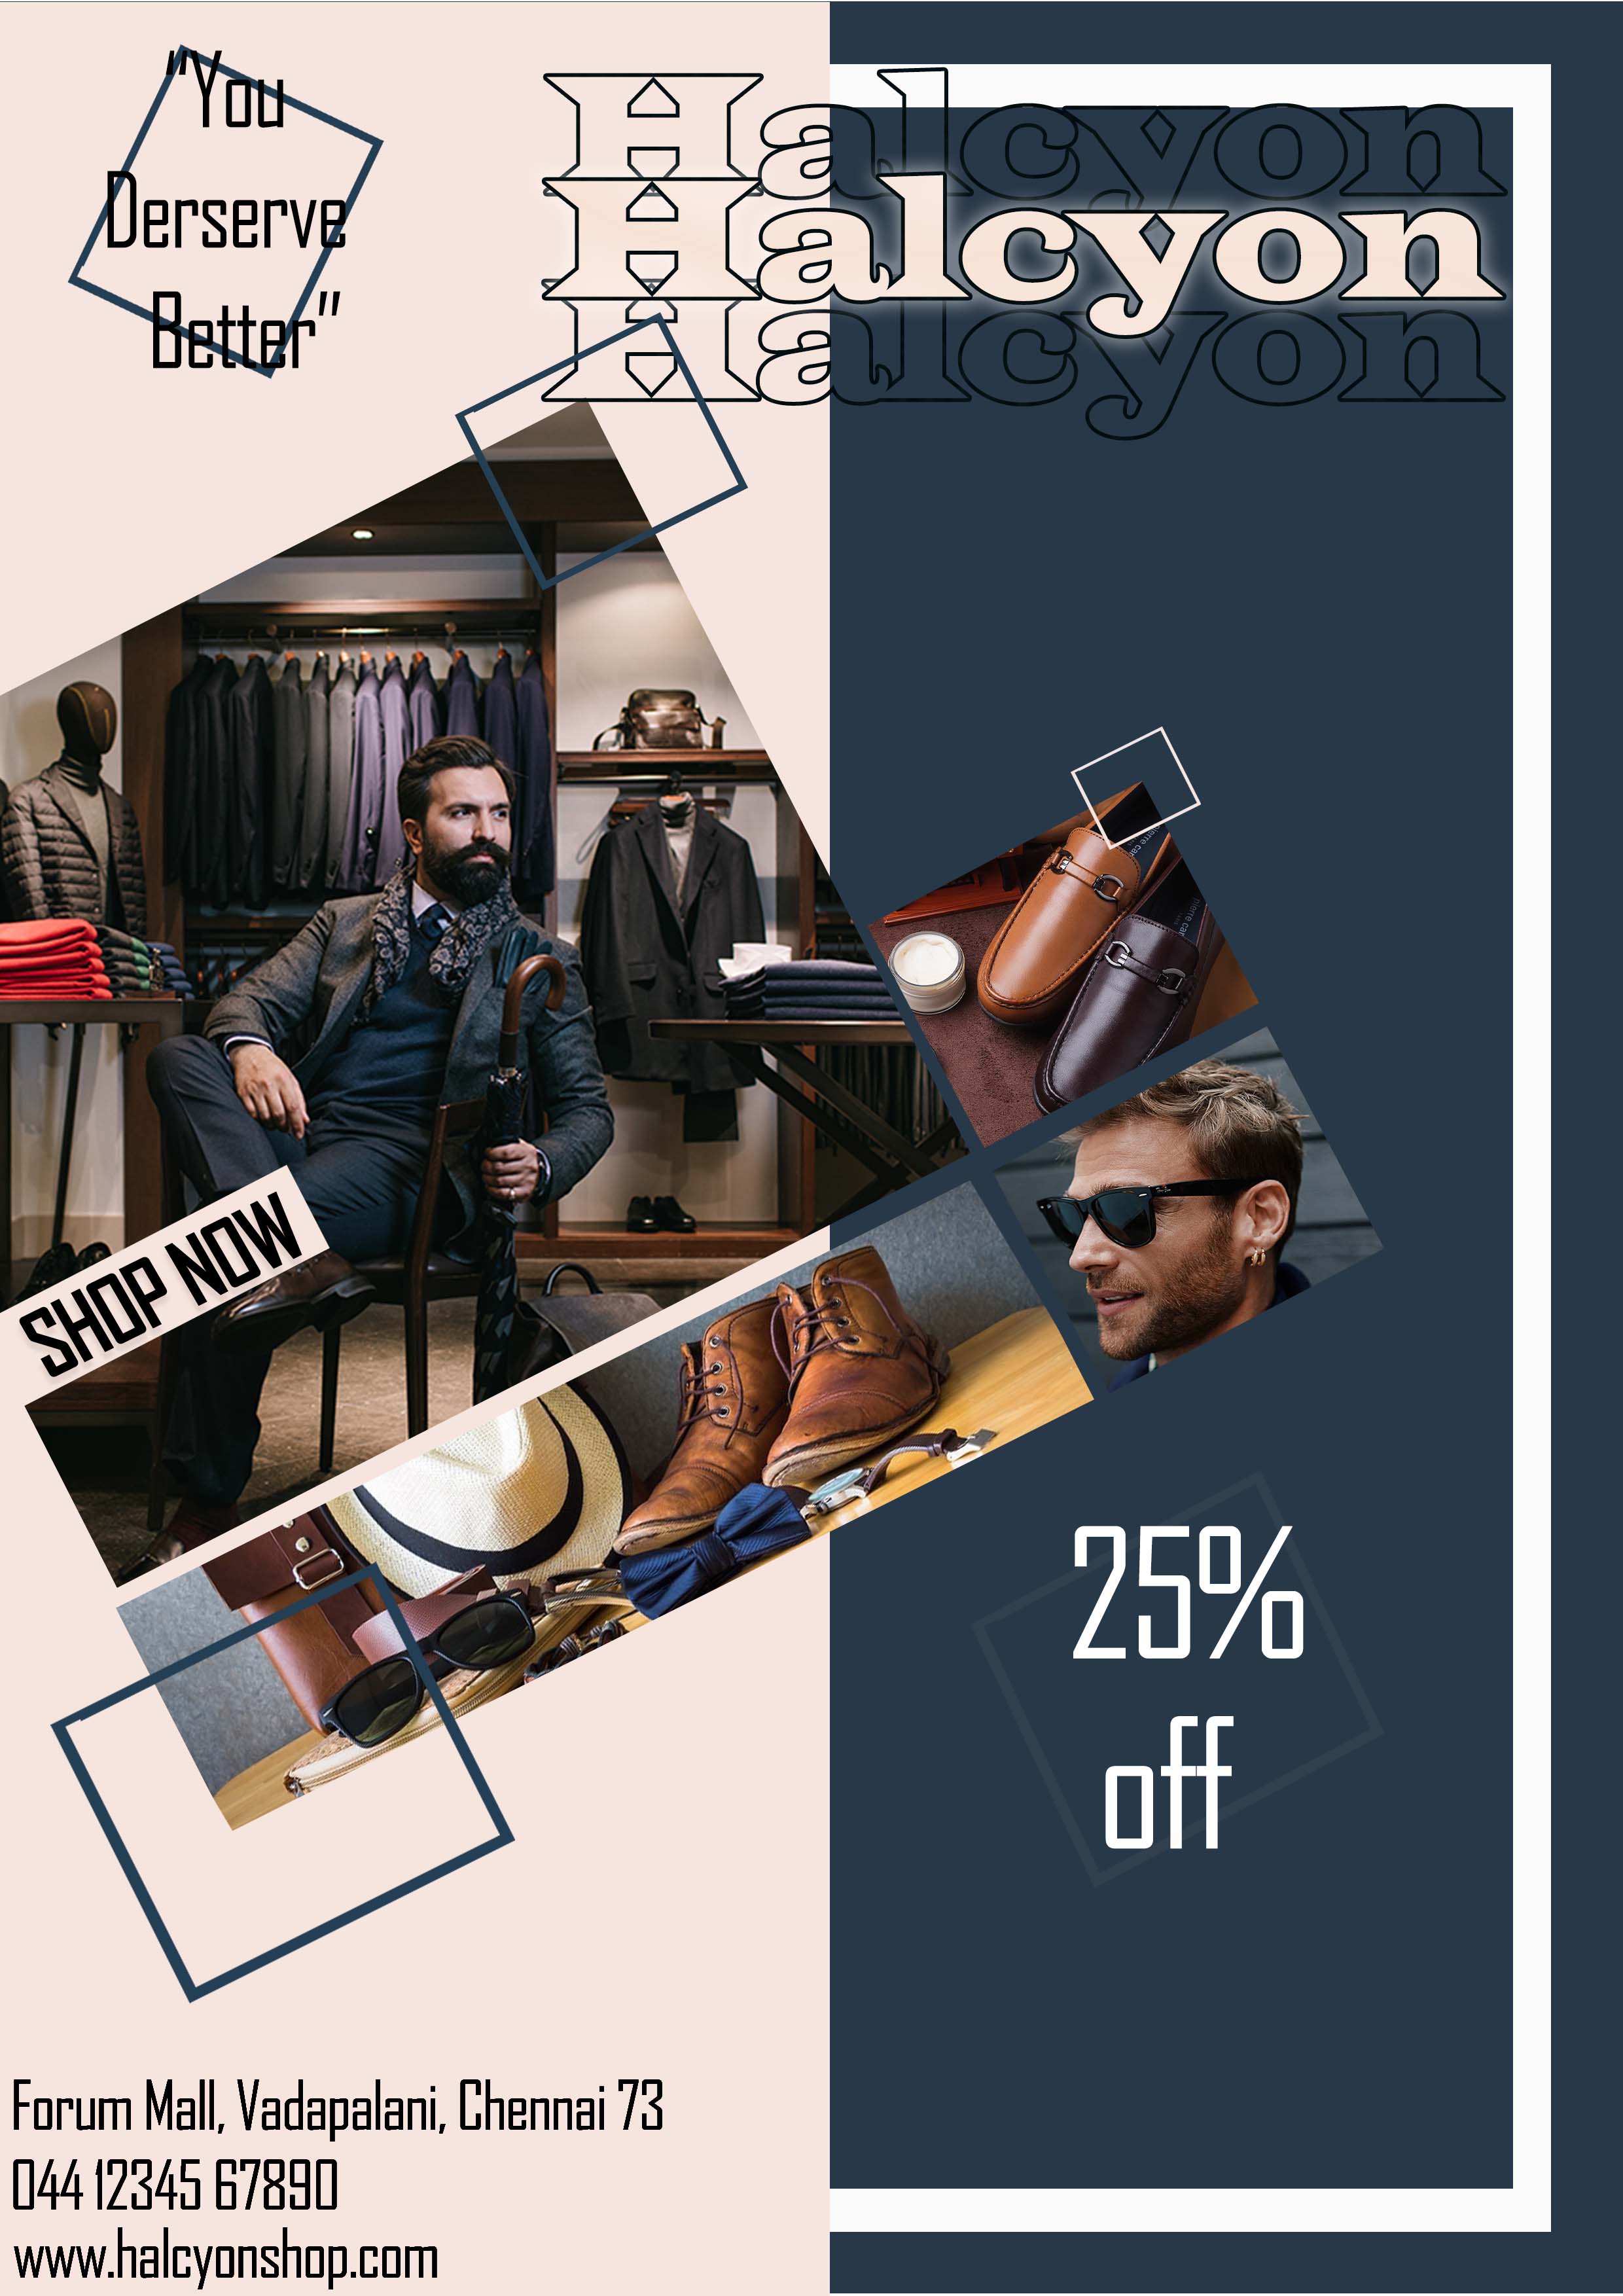 "You
Derserve
Better"
Halcyon
Halcyon
Halcyon
SHOP NOW
25%
off
Forum Mall, Vadapalani, Chennai 73
044 12345 67890
www.halcyonshop.com